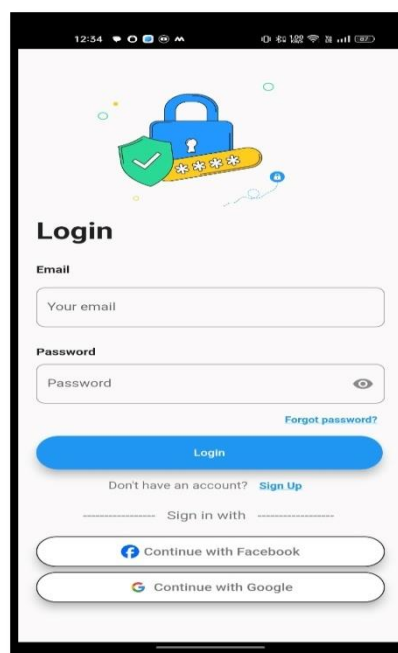 12:54
87
****
Login
Email
Your email
Password
Password
Forgot password?
Login
Don't have an account? Sign Up
---------------- Sign in with ----------------
Continue with Facebook
Continue with Google